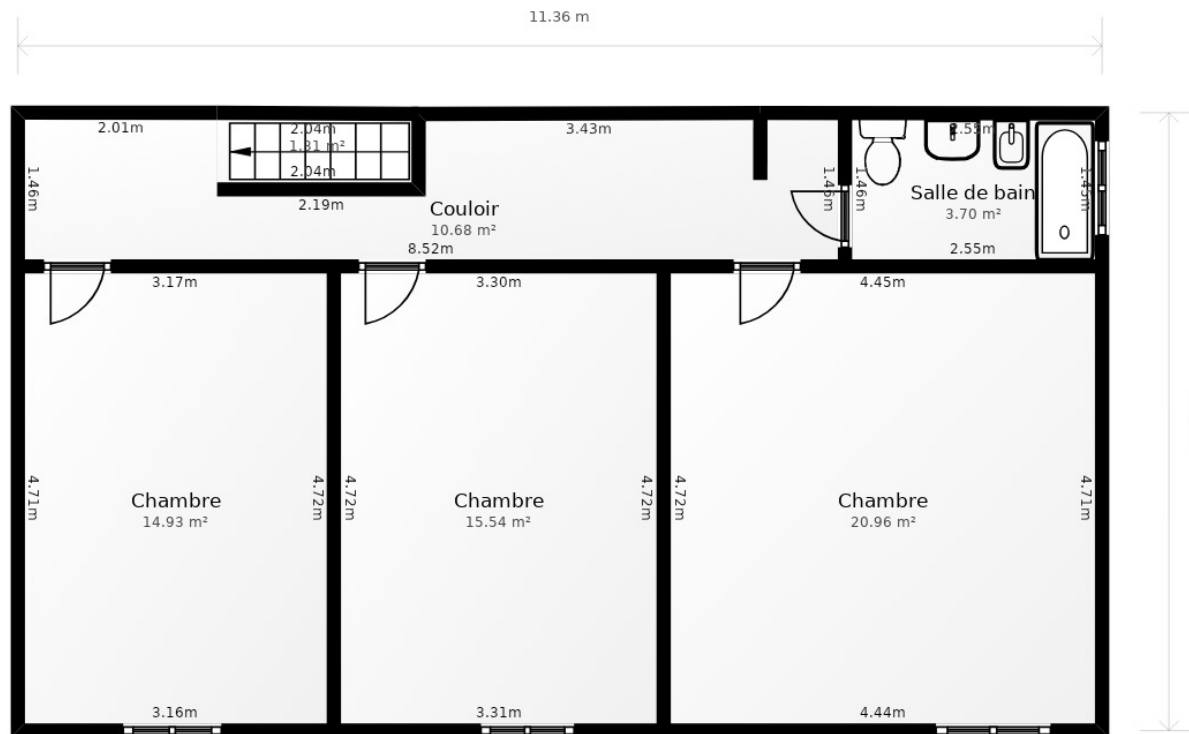 11.36 m
2.01m
2.04m
3.43m
2.55m
1.81 m²
2.04m
1.46m
1.46m
1.46m
1.45m
Salle de bain
3.70 m²
2.19m
Couloir
10.68 m²
8.52m
2.55m
3.17m
3.30m
4.45m
4.71m
Chambre
14.93 m²
4.72m
4.72m
Chambre
15.54 m²
4.72m
4.72m
Chambre
20.96 m²
4.71m
3.16m
3.31m
4.44m